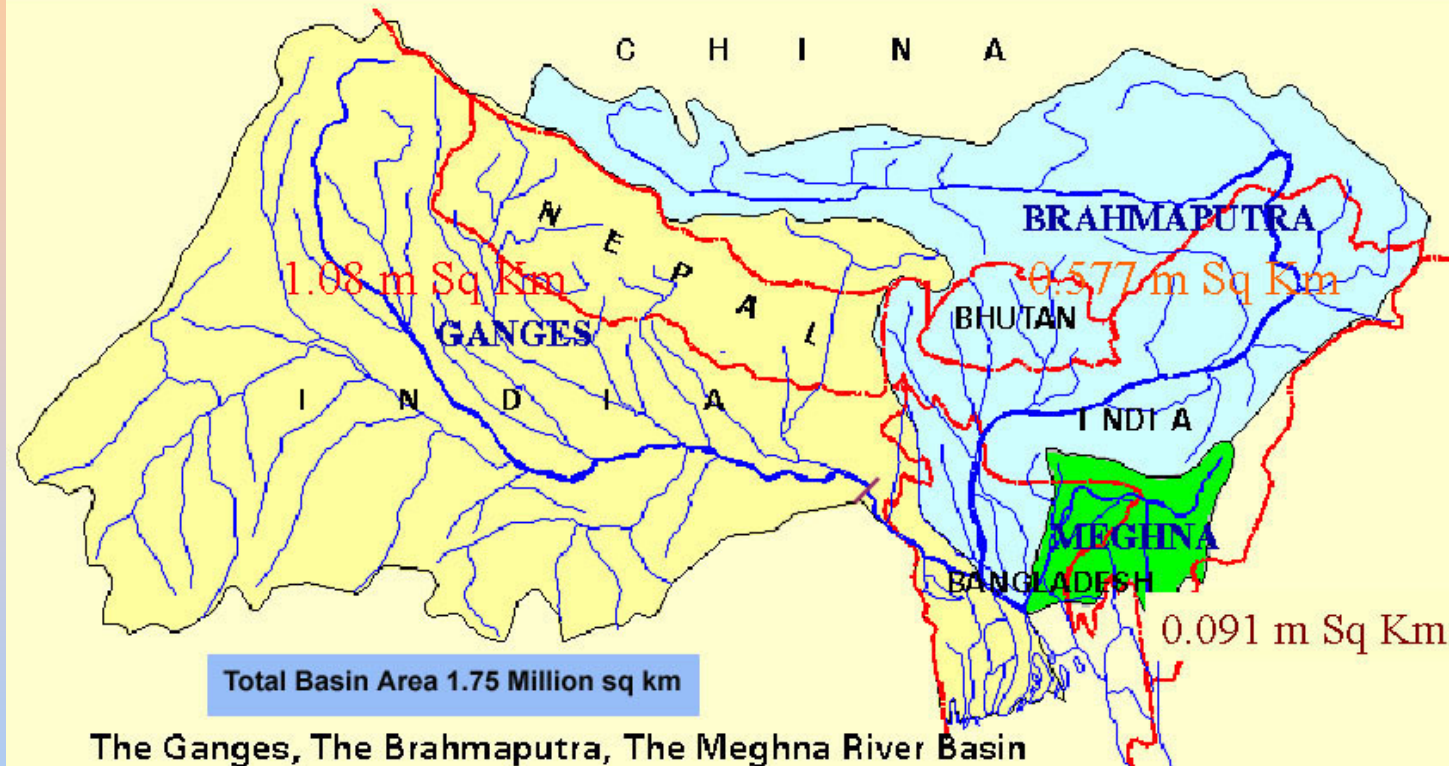 C H I N A
N E P A L
BRAHMAPUTRA
1.08 m Sq Km
0.577 m Sq Km
BHUTAN
GANGES
I N D I A
INDIA
MEGHNA
BANGLADESH
0.091 m Sq Km
Total Basin Area 1.75 Million sq km
The Ganges, The Brahmaputra, The Meghna River Basin